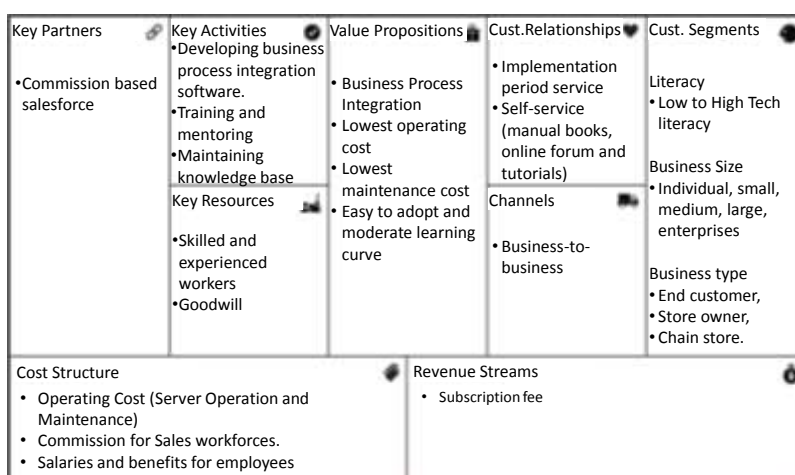 Key Partners
•Commission based
salesforce
Key Activities
•Developing business
process integration
software.
•Training and
mentoring
•Maintaining
knowledge base
Key Resources
•Skilled and
experienced
workers
•Goodwill
Value Propositions
• Business Process
Integration
• Lowest operating
cost
• Lowest
maintenance cost
• Easy to adopt and
moderate learning
curve
Cust.Relationships
• Implementation
period service
• Self-service
(manual books,
online forum and
tutorials)
Channels
• Business-to-
business
Cust. Segments
Literacy
• Low to High Tech
literacy
Business Size
• Individual, small,
medium, large,
enterprises
Business type
• End customer,
• Store owner,
• Chain store.
Cost Structure
• Operating Cost (Server Operation and
Maintenance)
• Commission for Sales workforces.
• Salaries and benefits for employees
Revenue Streams
• Subscription fee